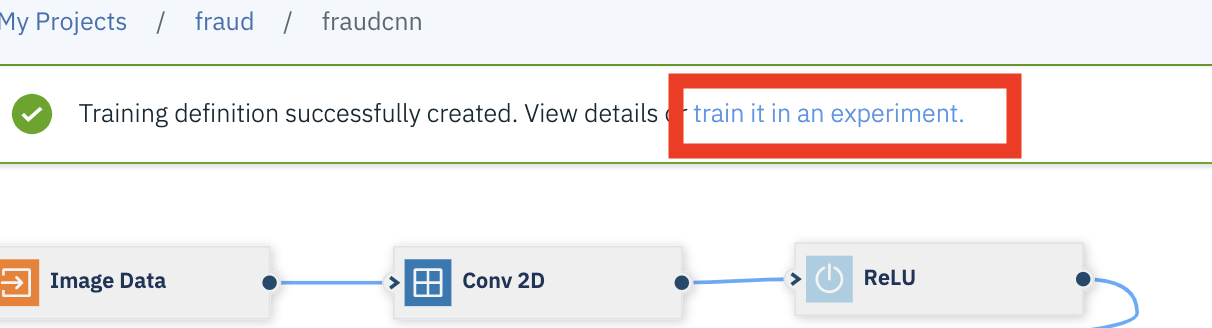 My Projects / fraud / fraudcnn
Training definition successfully created. View details or train it in an experiment.
Image Data
Conv 2D
ReLU